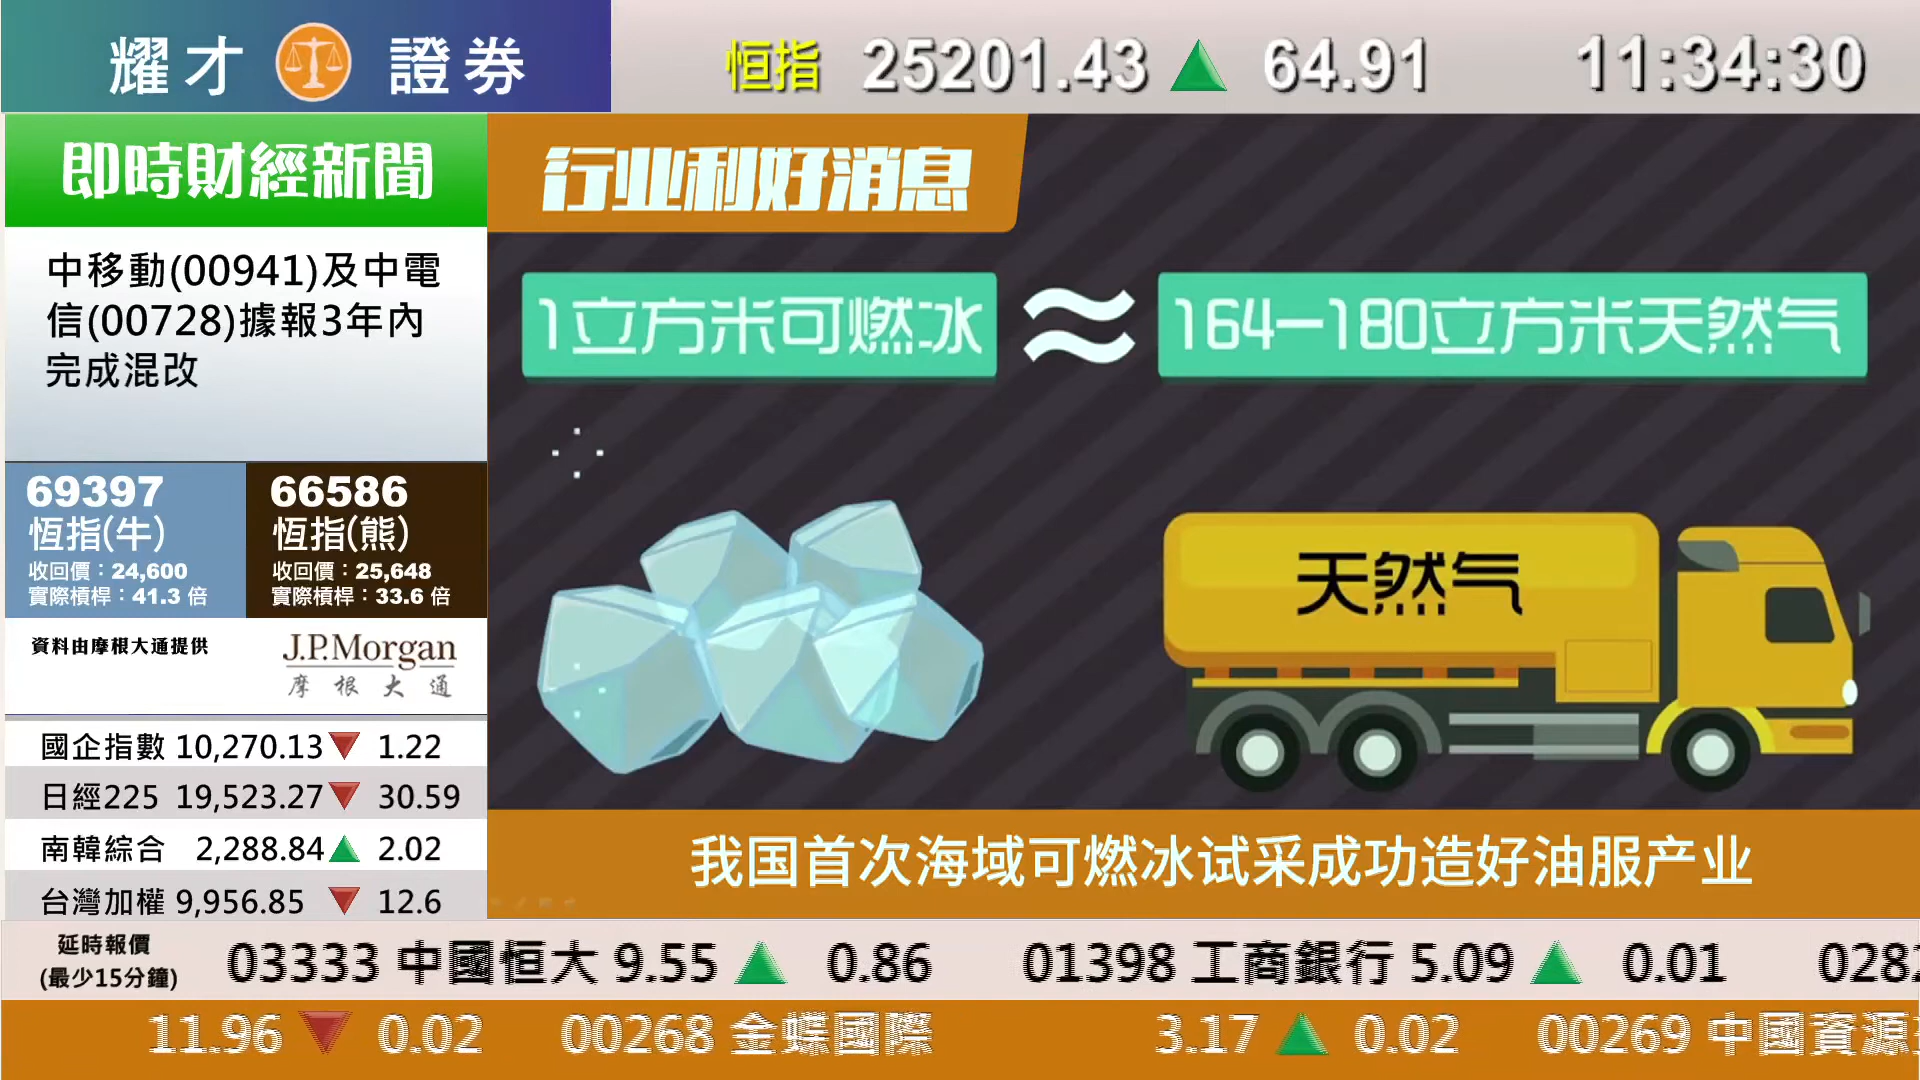 耀才 證券
恒指 25201.43 ▲ 64.91 11:34:30
即時財經新聞
中移動(00941)及中電
信(00728)據報3年內
完成混改
69397
恆指(牛)
收回價：24,600
實際槓桿：41.3 倍
66586
恆指(熊)
收回價：25,648
實際槓桿：33.6 倍
資料由摩根大通提供
J.P.Morgan
摩根大通
國企指數 10,270.13 ▼ 1.22
日經225 19,523.27 ▼ 30.59
南韓綜合 2,288.84 ▲ 2.02
台灣加權 9,956.85 ▼ 12.6
行业利好消息
1立方米可燃冰 ≈ 164-180立方米天然气
天然气
我国首次海域可燃冰试采成功造好油服产业
延時報價
(最少15分鐘)
03333 中國恒大 9.55 ▲ 0.86 01398 工商銀行 5.09 ▲ 0.01 0282
11.96 ▼ 0.02 00268 金蝶國際 3.17 ▲ 0.02 00269 中國資源